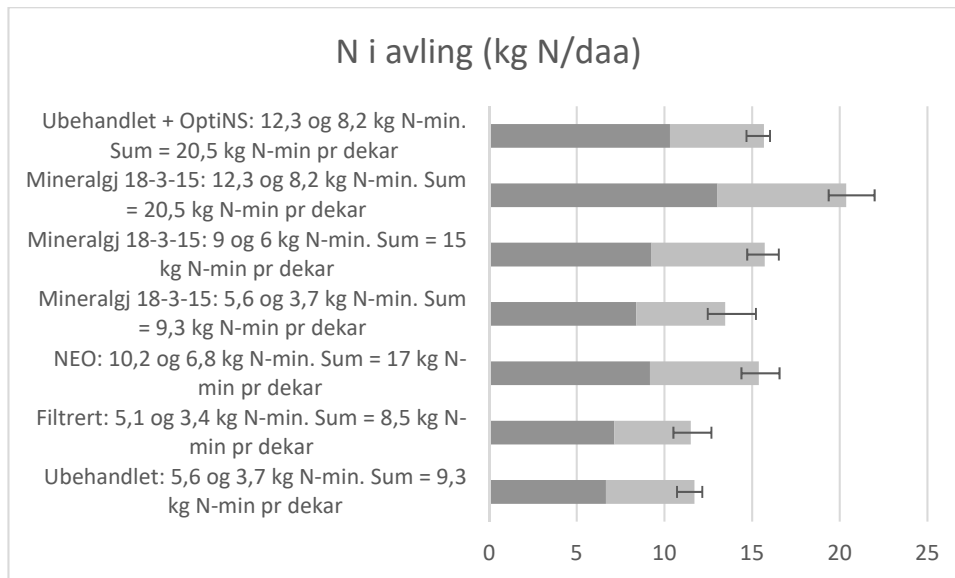 N i avling (kg N/daa)
Ubehandlet + OptiNS: 12,3 og 8,2 kg N-min.
Sum = 20,5 kg N-min pr dekar
Mineralgj 18-3-15: 12,3 og 8,2 kg N-min. Sum
= 20,5 kg N-min pr dekar
Mineralgj 18-3-15: 9 og 6 kg N-min. Sum = 15
kg N-min pr dekar
Mineralgj 18-3-15: 5,6 og 3,7 kg N-min. Sum
= 9,3 kg N-min pr dekar
NEO: 10,2 og 6,8 kg N-min. Sum = 17 kg N-
min pr dekar
Filtrert: 5,1 og 3,4 kg N-min. Sum = 8,5 kg N-
min pr dekar
Ubehandlet: 5,6 og 3,7 kg N-min. Sum = 9,3
kg N-min pr dekar
0 5 10 15 20 25